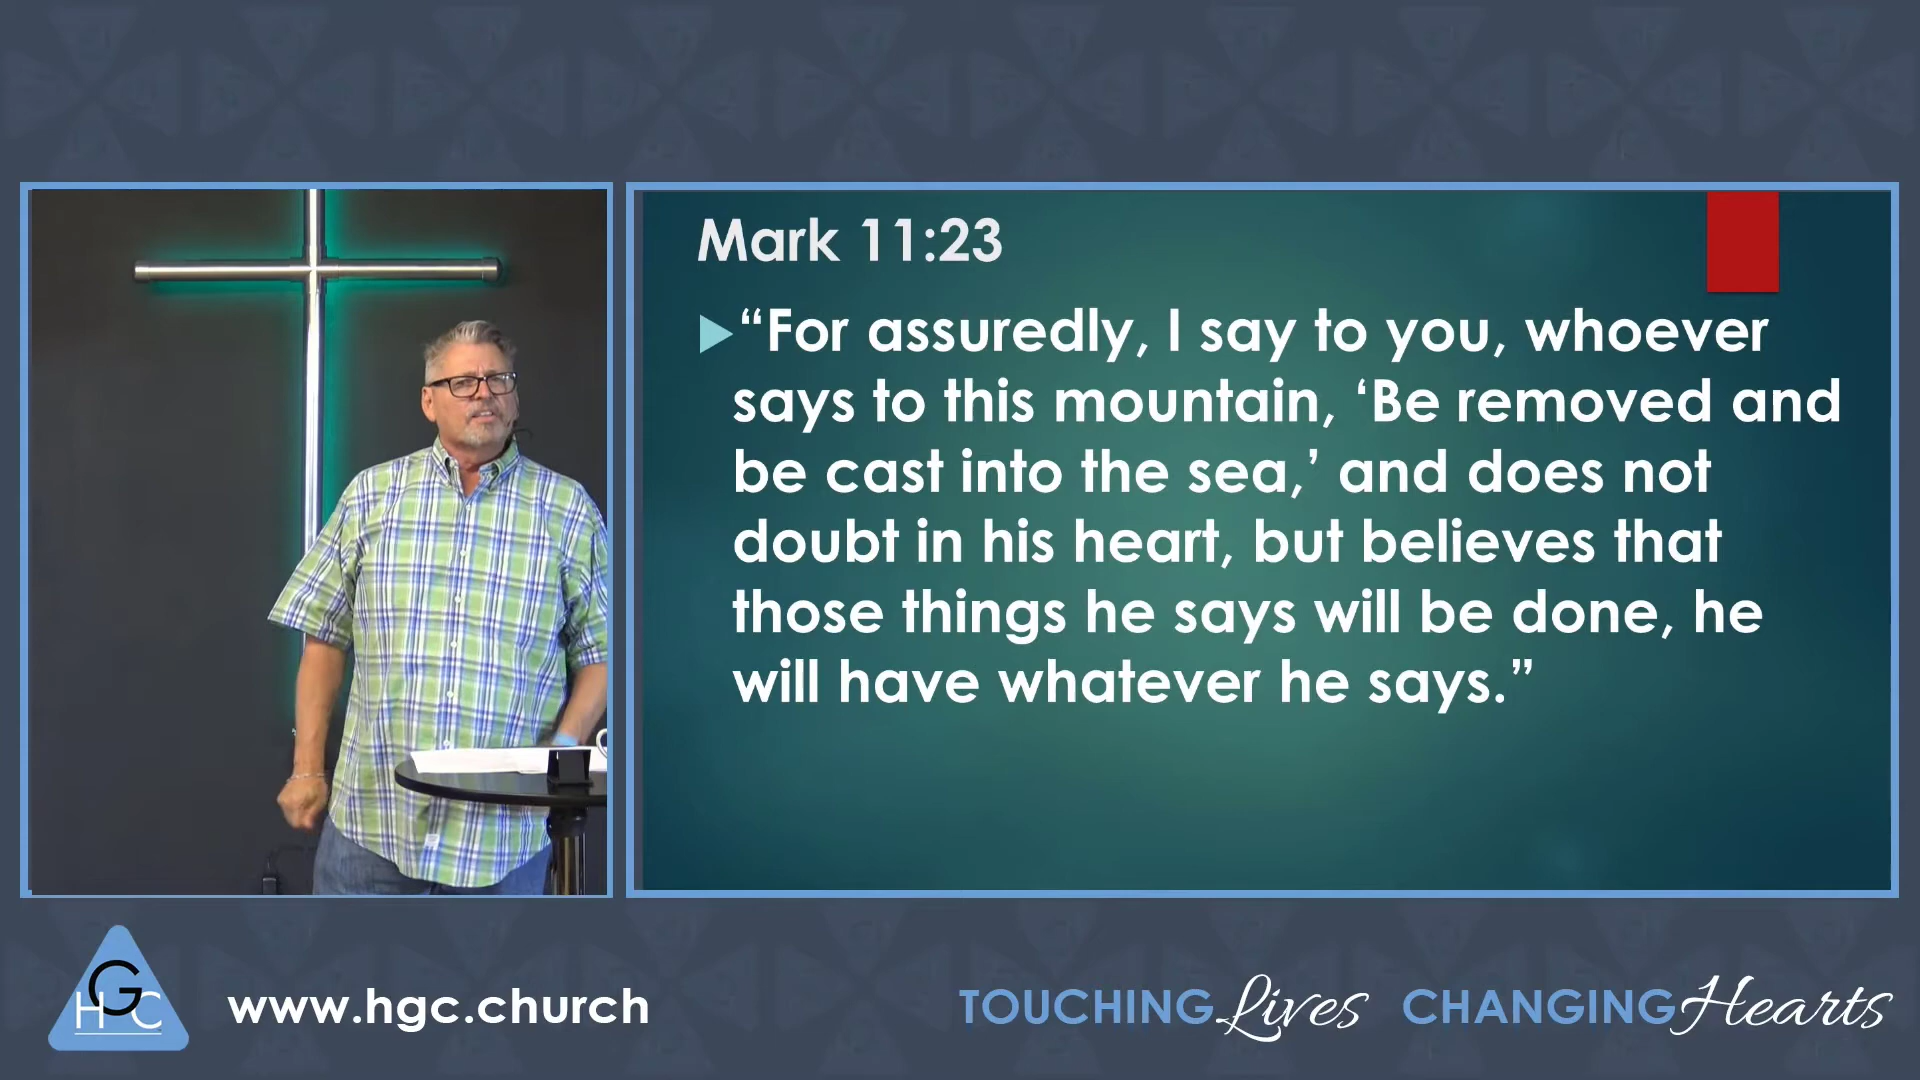 Mark 11:23
“For assuredly, I say to you, whoever
says to this mountain, ‘Be removed and
be cast into the sea,’ and does not
doubt in his heart, but believes that
those things he says will be done, he
will have whatever he says.”
HGC
www.hgc.church
TOUCHING Lives CHANGING Hearts